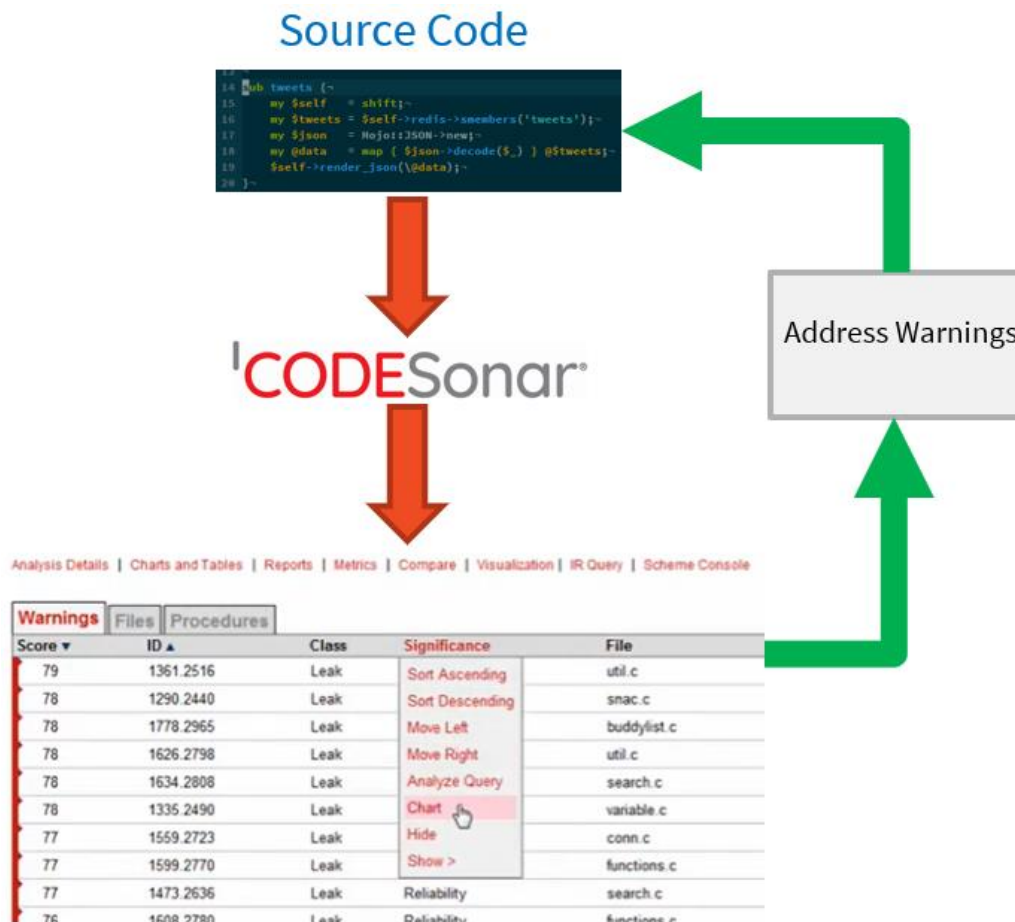 Source Code
14 sub tweets {¬
15 my $self = shift;¬
16 my $tweets = $self->redis->smembers('tweets');¬
17 my $json = Mojo::JSON->new;¬
18 my @data = map { $json->decode($_) } @$tweets;¬
19 $self->render_json(\@data);¬
20 }¬
CODESonar
Address Warnings
Analysis Details | Charts and Tables | Reports | Metrics | Compare | Visualization | IR Query | Scheme Console
Warnings Files Procedures
Score ▼ ID ▲ Class Significance File
79 1361.2516 Leak Sort Ascending util.c
78 1290.2440 Leak Sort Descending snac.c
78 1778.2965 Leak Move Left buddylist.c
78 1626.2798 Leak Move Right util.c
78 1634.2808 Leak Analyze Query search.c
78 1335.2490 Leak Chart variable.c
77 1559.2723 Leak Hide conn.c
77 1599.2770 Leak Show > functions.c
77 1473.2636 Leak Reliability search.c
76 1608.2780 Leak Reliability functions.c